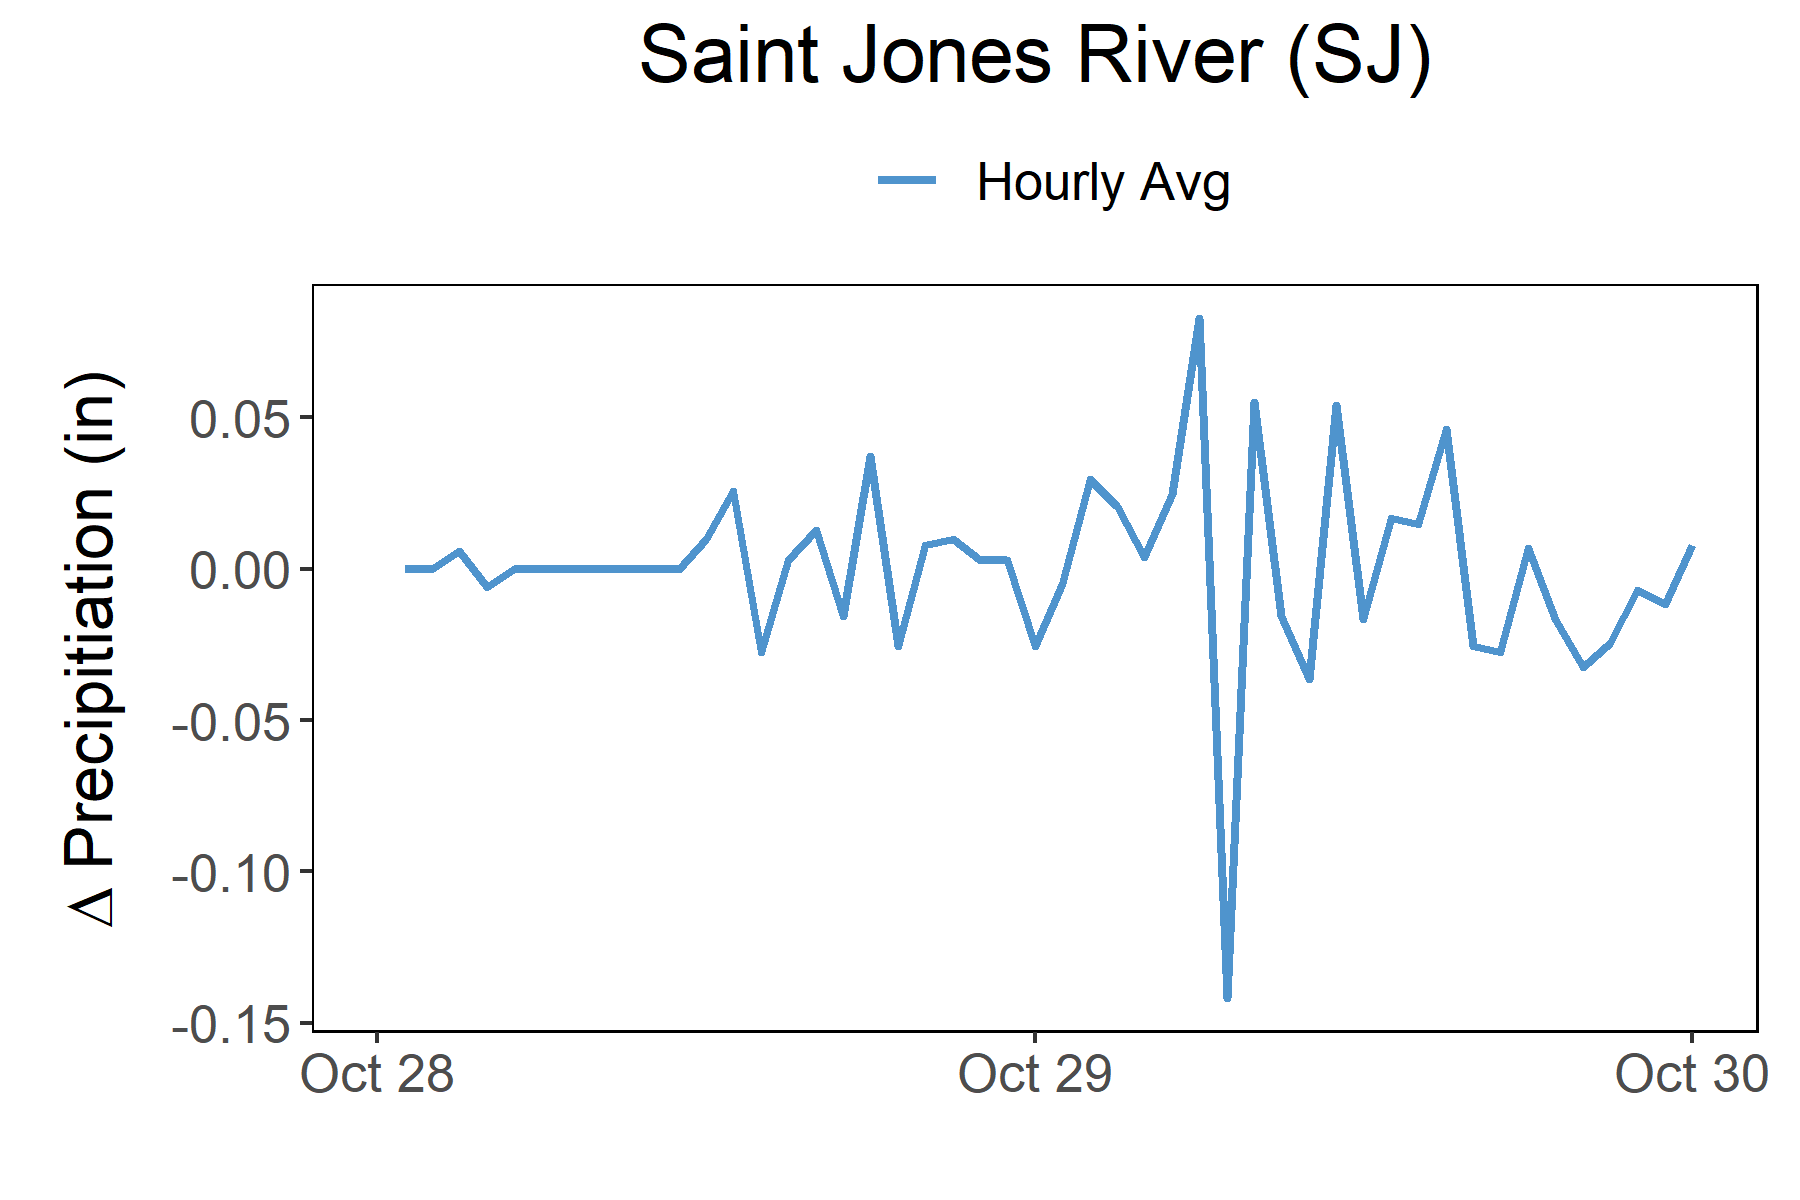 Saint Jones River (SJ)
Hourly Avg
Δ Precipitiation (in)
0.05
0.00
-0.05
-0.10
-0.15
Oct 28
Oct 29
Oct 30